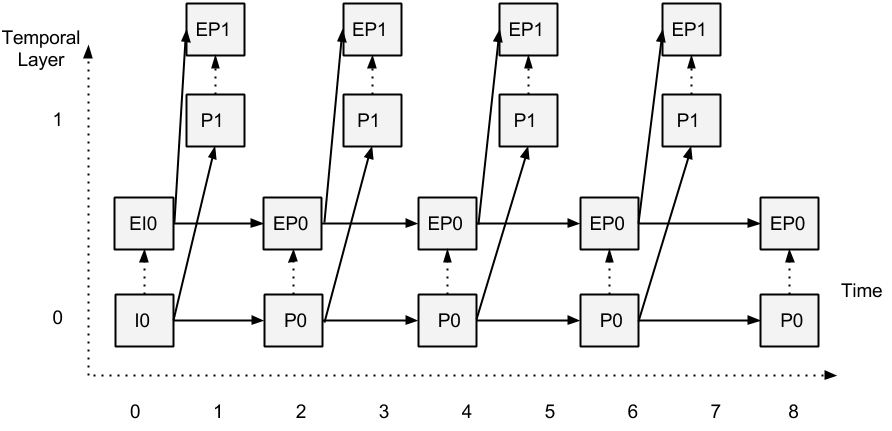 EP1 EP1 EP1 EP1
Temporal
Layer
1 P1 P1 P1 P1
EI0 EP0 EP0 EP0 EP0
Time
0 I0 P0 P0 P0 P0
0 1 2 3 4 5 6 7 8